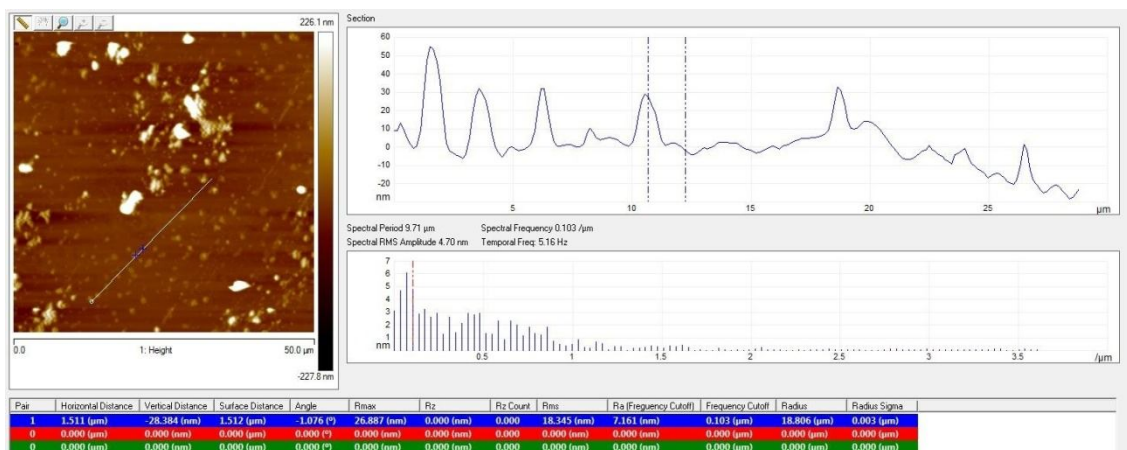 226.1 nm
-227.8 nm
0.0 1: Height 50.0 µm
Section
60
50
40
30
20
10
0
-10
-20
nm
5 10 15 20 25 µm
Spectral Period 9.71 µm Spectral Frequency 0.103 /µm
Spectral RMS Amplitude 4.70 nm Temporal Freq: 5.16 Hz
7
6
5
4
3
2
1
nm
0.5 1 1.5 2 2.5 3 3.5 /µm
Pair Horizontal Distance Vertical Distance Surface Distance Angle Rmax Rz Rz Count Rms Ra (Freguency Cutoff) Frequency Cutoff Radius Radius Sigma
1 1.511 (µm) -28.384 (nm) 1.512 (µm) -1.076 (º) 26.887 (nm) 0.000 (nm) 0.000 18.345 (nm) 7.161 (nm) 0.103 (µm) 18.806 (µm) 0.003 (µm)
0 0.000 (µm) 0.000 (nm) 0.000 (µm) 0.000 (º) 0.000 (nm) 0.000 (nm) 0.000 0.000 (nm) 0.000 (nm) 0.000 (µm) 0.000 (µm) 0.000 (µm)
0 0.000 (µm) 0.000 (nm) 0.000 (µm) 0.000 (º) 0.000 (nm) 0.000 (nm) 0.000 0.000 (nm) 0.000 (nm) 0.000 (µm) 0.000 (µm) 0.000 (µm)